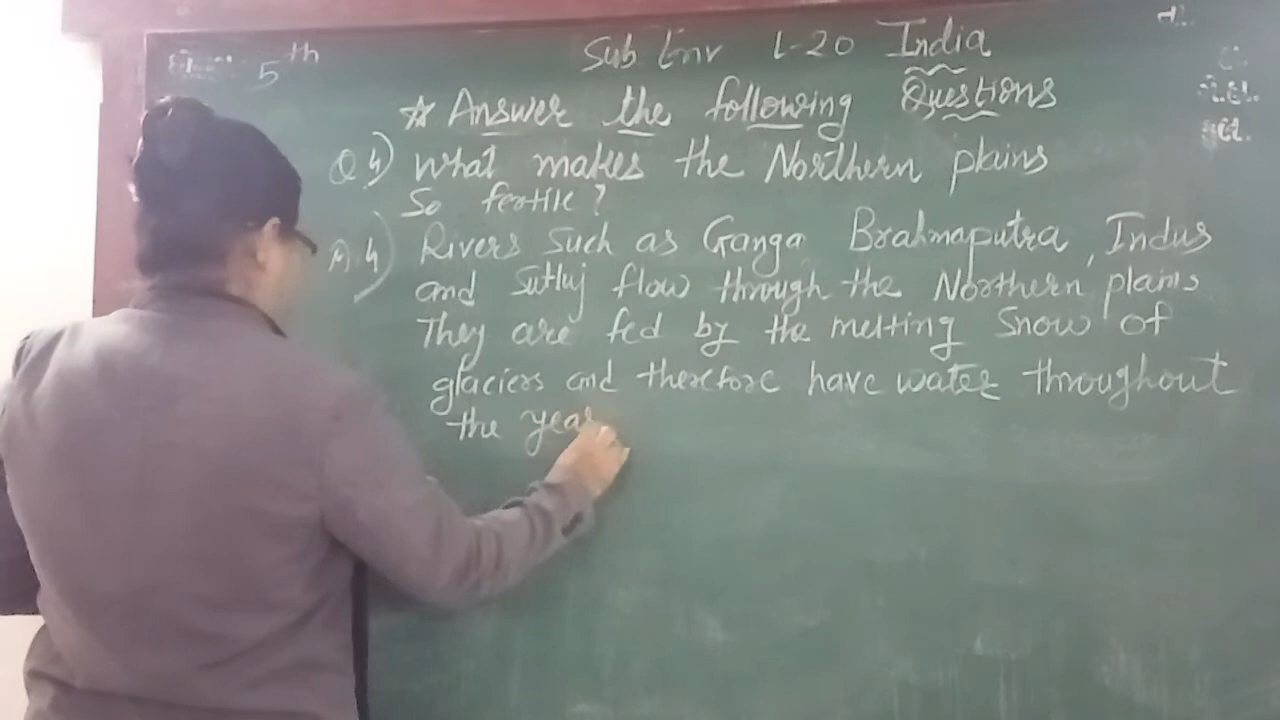 5th
Sub Env L-20 India
☆ Answer the following Questions
Q 4) What makes the Northern plains
So fertile?
A.4) Rivers such as Ganga Brahmaputra, Indus
and Sutluj flow through the Northern plains
They are fed by the melting Snow of
glaciers and therefore have water throughout
the year